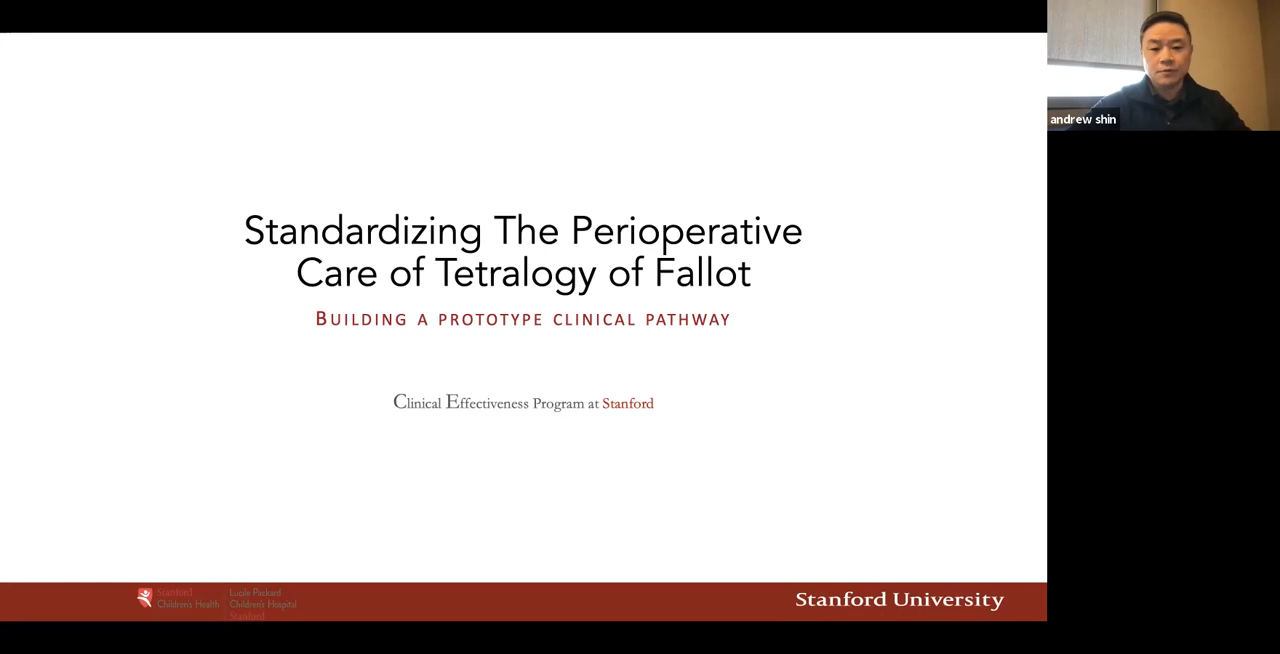 andrew shin
Standardizing The Perioperative
Care of Tetralogy of Fallot
BUILDING A PROTOTYPE CLINICAL PATHWAY
Clinical Effectiveness Program at Stanford
Stanford
Children's Health
Lucile Packard
Children's Hospital
Stanford
Stanford University